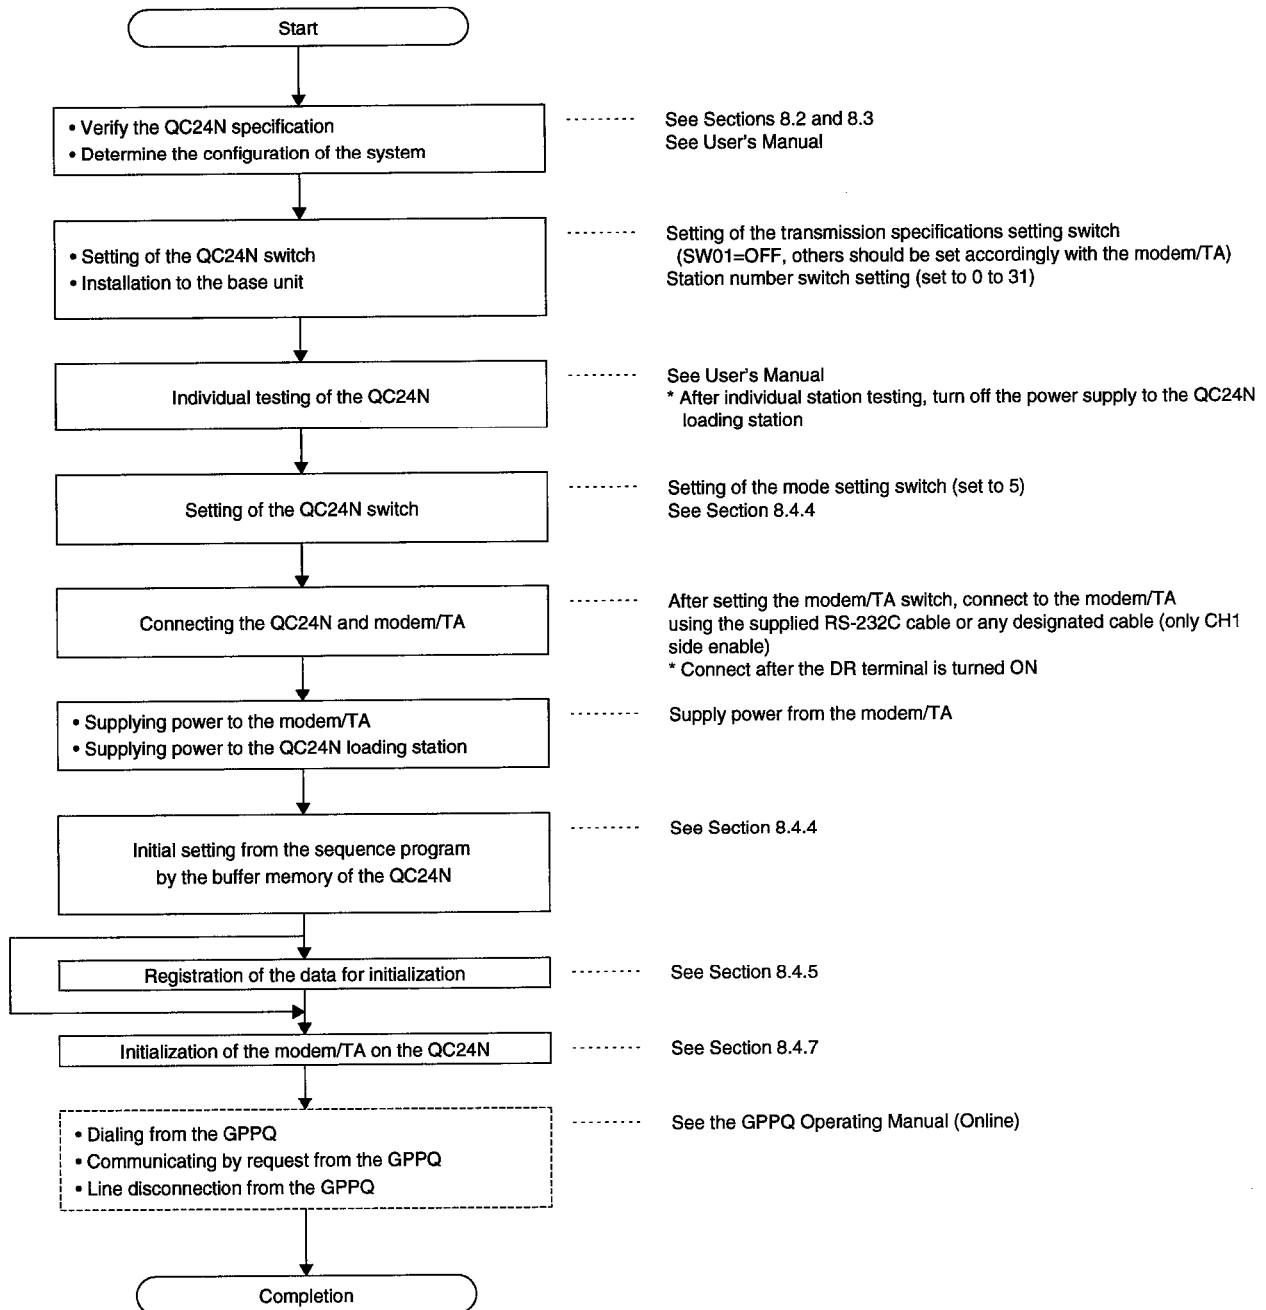 Start
• Verify the QC24N specification
• Determine the configuration of the system
See Sections 8.2 and 8.3
See User's Manual
• Setting of the QC24N switch
• Installation to the base unit
Setting of the transmission specifications setting switch
(SW01=OFF, others should be set accordingly with the modem/TA)
Station number switch setting (set to 0 to 31)
Individual testing of the QC24N
See User's Manual
* After individual station testing, turn off the power supply to the QC24N
loading station
Setting of the QC24N switch
Setting of the mode setting switch (set to 5)
See Section 8.4.4
Connecting the QC24N and modem/TA
After setting the modem/TA switch, connect to the modem/TA
using the supplied RS-232C cable or any designated cable (only CH1
side enable)
* Connect after the DR terminal is turned ON
• Supplying power to the modem/TA
• Supplying power to the QC24N loading station
Supply power from the modem/TA
Initial setting from the sequence program
by the buffer memory of the QC24N
See Section 8.4.4
Registration of the data for initialization
See Section 8.4.5
Initialization of the modem/TA on the QC24N
See Section 8.4.7
• Dialing from the GPPQ
• Communicating by request from the GPPQ
• Line disconnection from the GPPQ
See the GPPQ Operating Manual (Online)
Completion